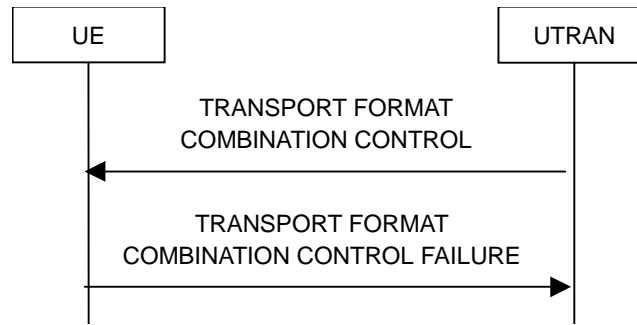 UE
UTRAN
TRANSPORT FORMAT
COMBINATION CONTROL
TRANSPORT FORMAT
COMBINATION CONTROL FAILURE